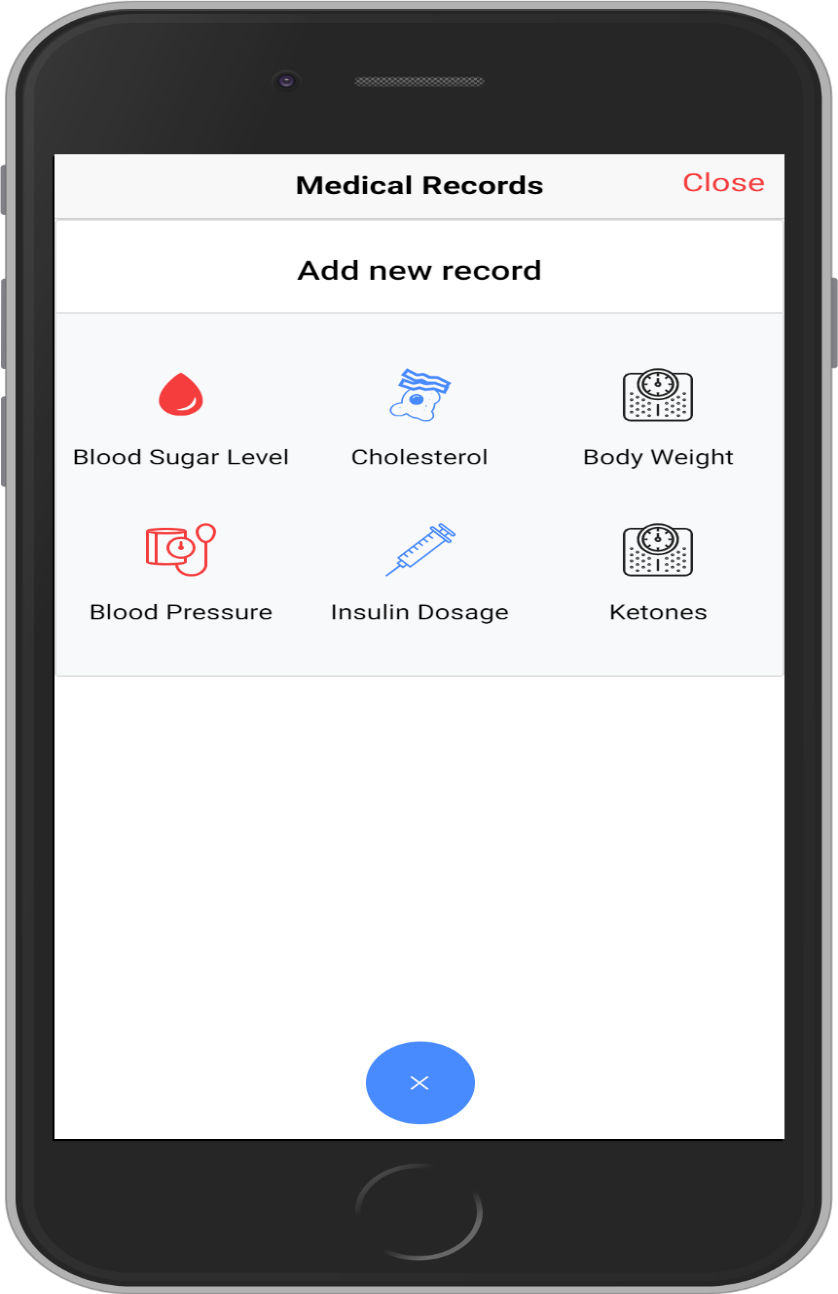 Medical Records Close
Add new record
Blood Sugar Level Cholesterol Body Weight
Blood Pressure Insulin Dosage Ketones